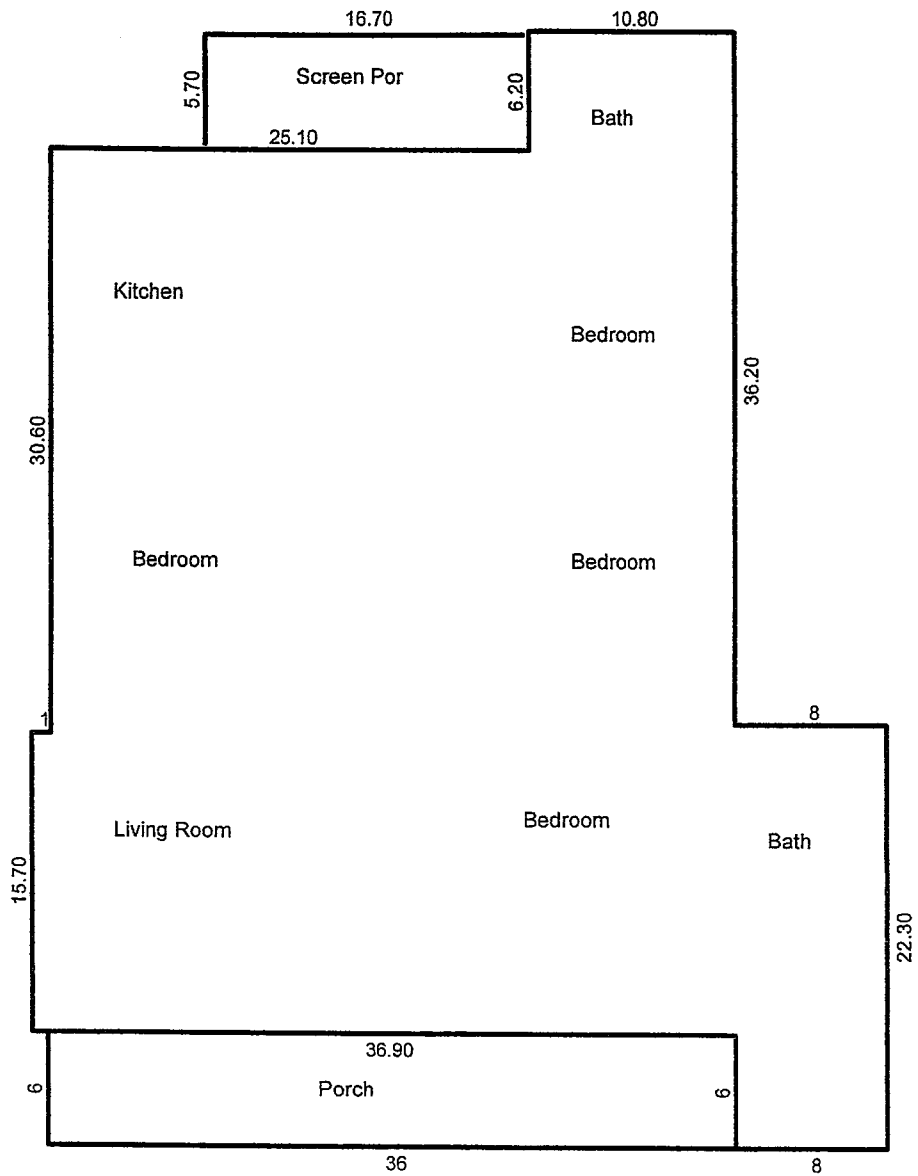 16.70
10.80
5.70
Screen Por
6.20
Bath
25.10
Kitchen
Bedroom
36.20
30.60
Bedroom
Bedroom
1
8
Living Room
Bedroom
Bath
15.70
22.30
36.90
6
Porch
6
36
8